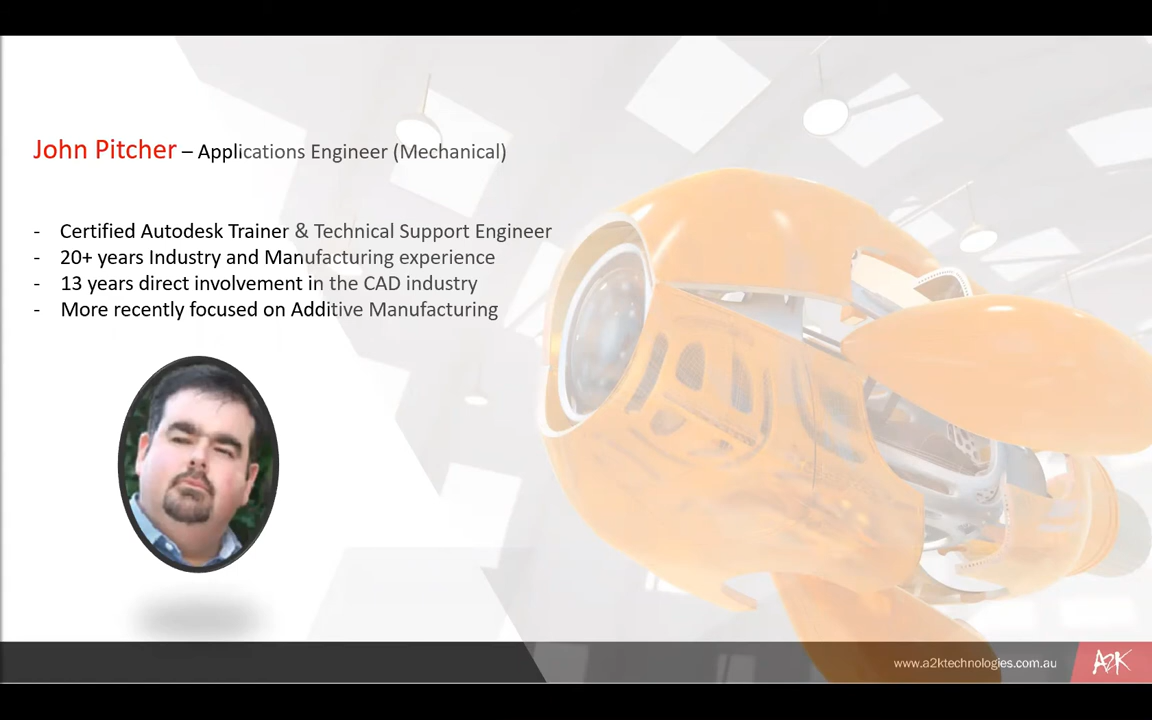 John Pitcher – Applications Engineer (Mechanical)
- Certified Autodesk Trainer & Technical Support Engineer
- 20+ years Industry and Manufacturing experience
- 13 years direct involvement in the CAD industry
- More recently focused on Additive Manufacturing
www.a2ktechnologies.com.au
A2K